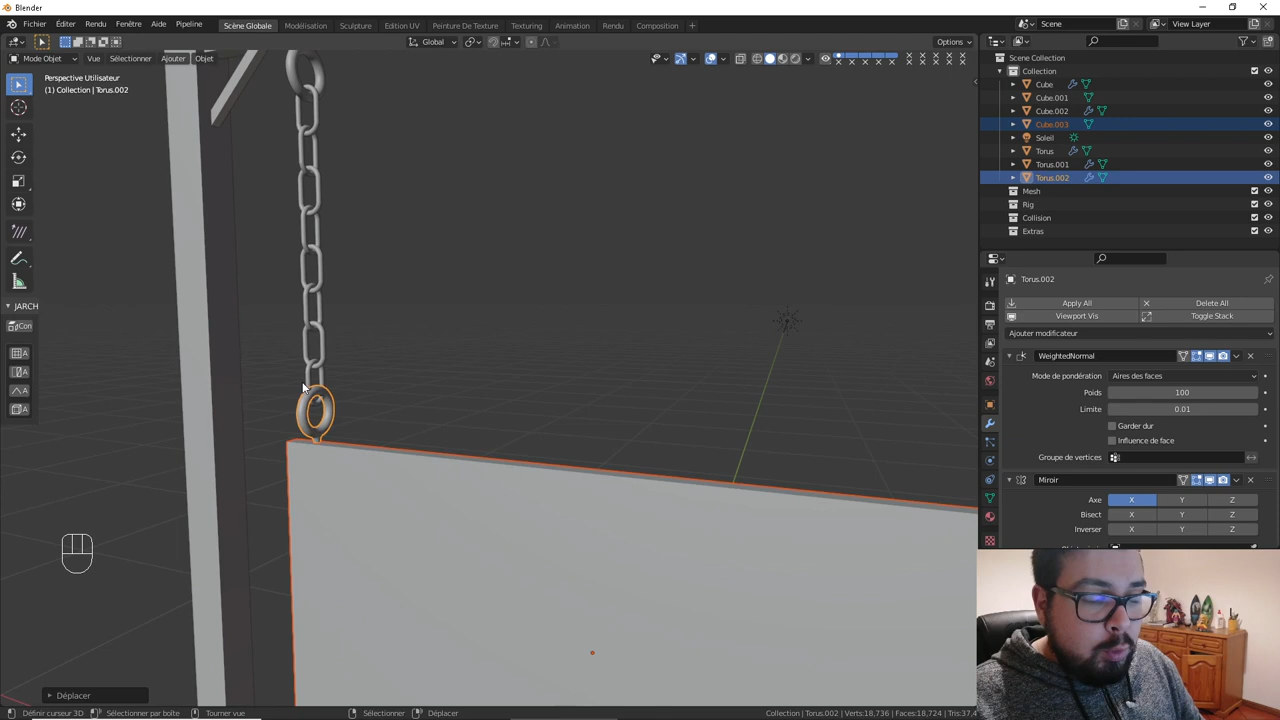 Blender
Fichier Éditer Rendu Fenêtre Aide Pipeline Scène Globale Modélisation Sculpture Edition UV Peinture De Texture Texturing Animation Rendu Composition + Scene View Layer
Global Options
Mode Objet Vue Sélectionner Ajouter Objet
Perspective Utilisateur
(1) Collection | Torus.002
Scene Collection
Collection
Cube
Cube.001
Cube.002
Cube.003
Soleil
Torus
Torus.001
Torus.002
Mesh
Rig
Collision
Extras
JARCH
Con
A
A
A
A
Torus.002
Apply All Delete All
Viewport Vis Toggle Stack
Ajouter modificateur
WeightedNormal
Mode de pondération Aires des faces
Poids 100
Limite 0.01
Garder dur
Influence de face
Groupe de vertices
Miroir
Axe X Y Z
Bisect X Y Z
Inverser X Y Z
Déplacer
Définir curseur 3D Sélectionner par boîte Tourner vue Sélectionner Déplacer Collection | Torus.002 Verts:18,736 | Faces:18,724 | Tris:37,4